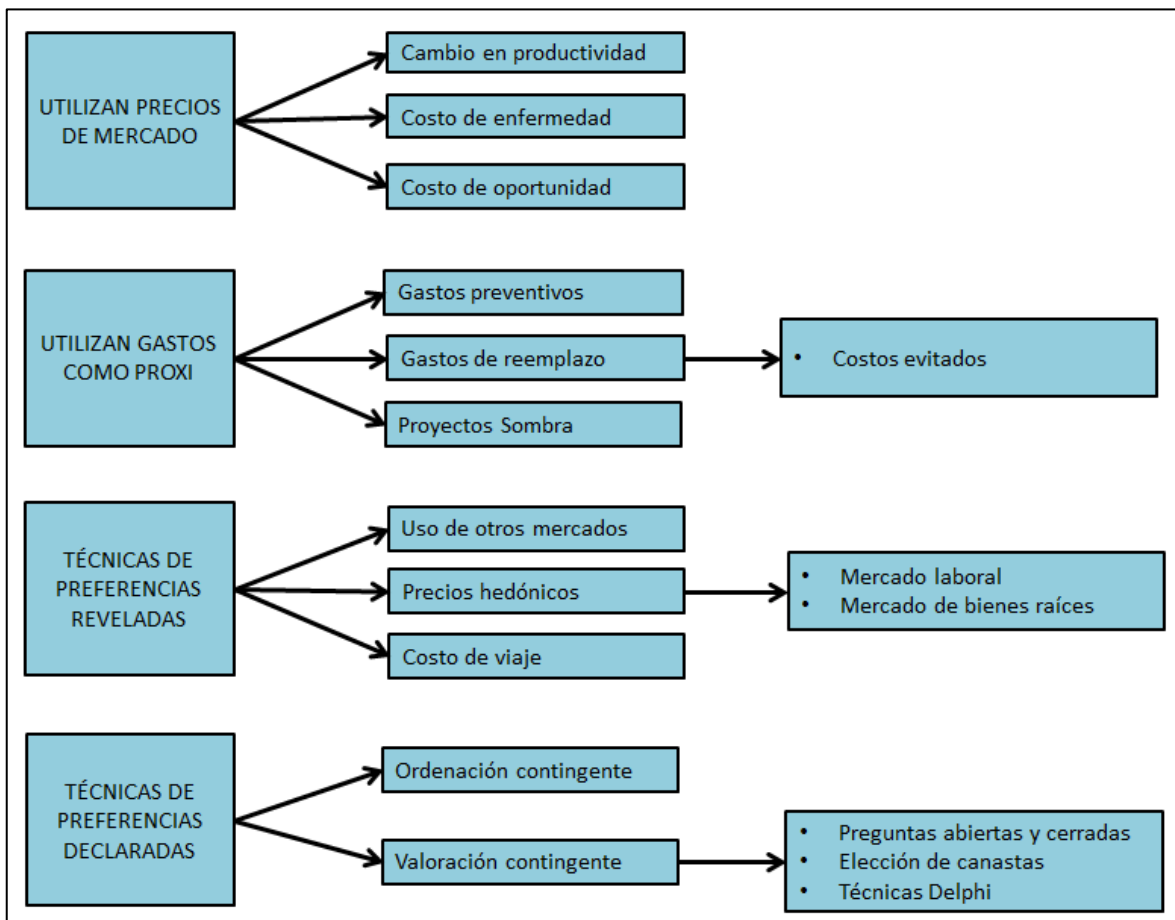 UTILIZAN PRECIOS
DE MERCADO
Cambio en productividad
Costo de enfermedad
Costo de oportunidad
UTILIZAN GASTOS
COMO PROXI
Gastos preventivos
Gastos de reemplazo
Proyectos Sombra
• Costos evitados
TÉCNICAS DE
PREFERENCIAS
REVELADAS
Uso de otros mercados
Precios hedónicos
Costo de viaje
• Mercado laboral
• Mercado de bienes raíces
TÉCNICAS DE
PREFERENCIAS
DECLARADAS
Ordenación contingente
Valoración contingente
• Preguntas abiertas y cerradas
• Elección de canastas
• Técnicas Delphi